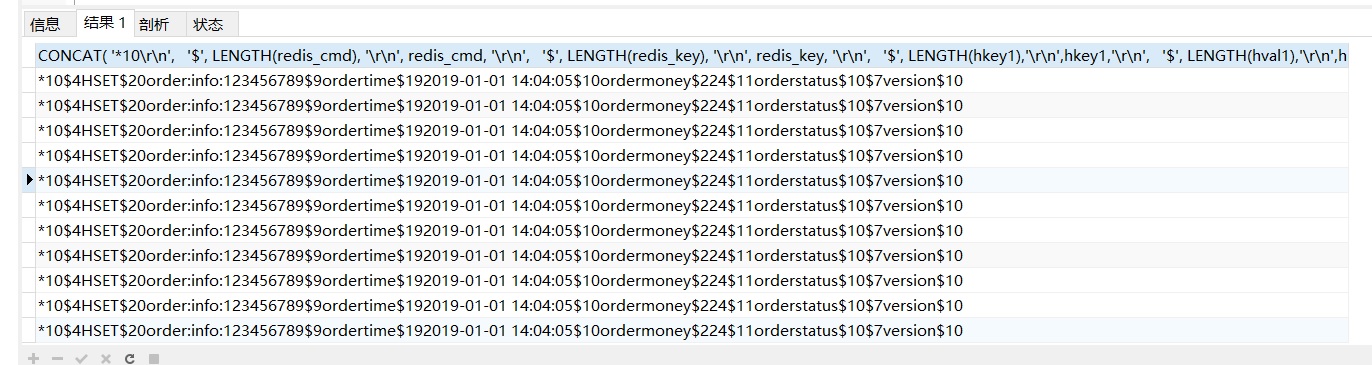 信息 结果 1 剖析 状态
CONCAT( '*10\r\n', '$', LENGTH(redis_cmd), '\r\n', redis_cmd, '\r\n', '$', LENGTH(redis_key), '\r\n', redis_key, '\r\n', '$', LENGTH(hkey1),'\r\n',hkey1,'\r\n', '$', LENGTH(hval1),'\r\n',h
*10$4HSET$20order:info:123456789$9ordertime$192019-01-01 14:04:05$10ordermoney$224$11orderstatus$10$7version$10
*10$4HSET$20order:info:123456789$9ordertime$192019-01-01 14:04:05$10ordermoney$224$11orderstatus$10$7version$10
*10$4HSET$20order:info:123456789$9ordertime$192019-01-01 14:04:05$10ordermoney$224$11orderstatus$10$7version$10
*10$4HSET$20order:info:123456789$9ordertime$192019-01-01 14:04:05$10ordermoney$224$11orderstatus$10$7version$10
*10$4HSET$20order:info:123456789$9ordertime$192019-01-01 14:04:05$10ordermoney$224$11orderstatus$10$7version$10
*10$4HSET$20order:info:123456789$9ordertime$192019-01-01 14:04:05$10ordermoney$224$11orderstatus$10$7version$10
*10$4HSET$20order:info:123456789$9ordertime$192019-01-01 14:04:05$10ordermoney$224$11orderstatus$10$7version$10
*10$4HSET$20order:info:123456789$9ordertime$192019-01-01 14:04:05$10ordermoney$224$11orderstatus$10$7version$10
*10$4HSET$20order:info:123456789$9ordertime$192019-01-01 14:04:05$10ordermoney$224$11orderstatus$10$7version$10
*10$4HSET$20order:info:123456789$9ordertime$192019-01-01 14:04:05$10ordermoney$224$11orderstatus$10$7version$10
*10$4HSET$20order:info:123456789$9ordertime$192019-01-01 14:04:05$10ordermoney$224$11orderstatus$10$7version$10